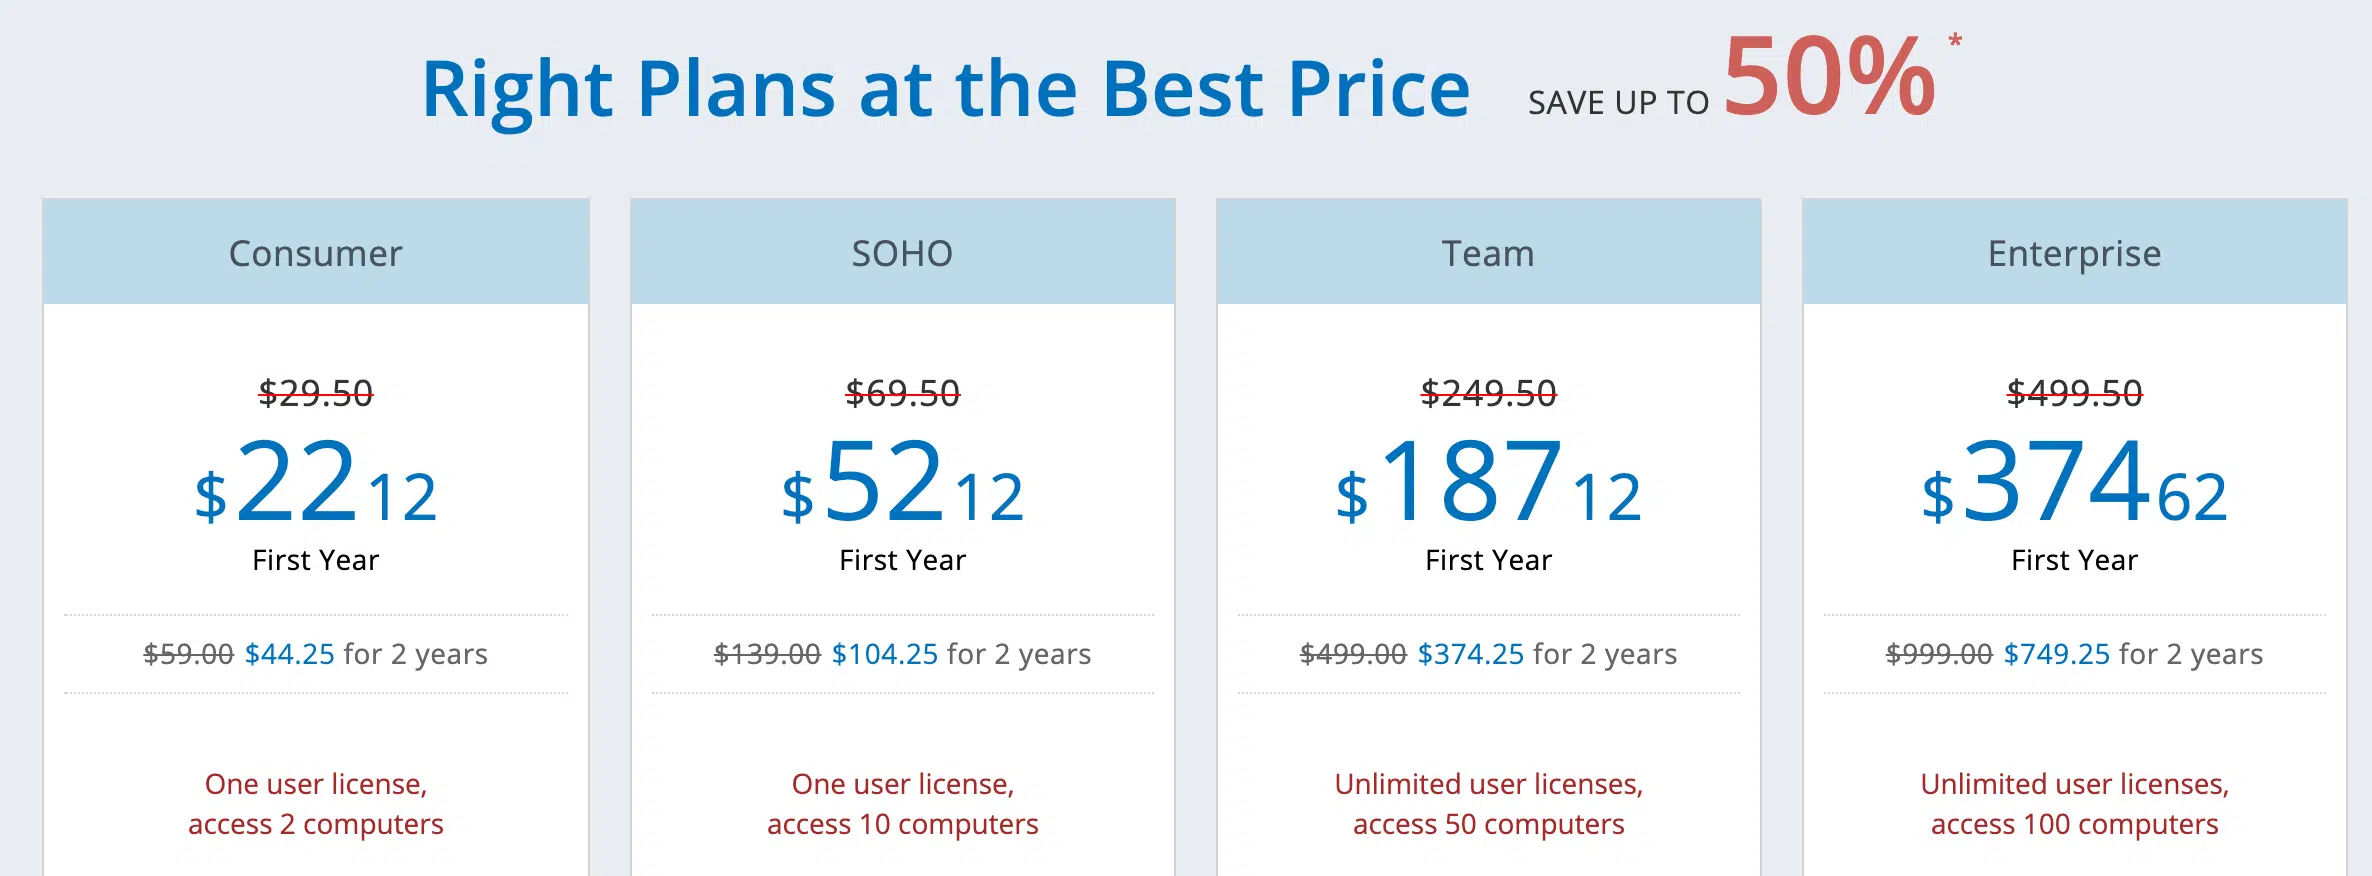 Right Plans at the Best Price SAVE UP TO 50%*
Consumer
$29.50
$2212
First Year
$59.00 $44.25 for 2 years
One user license,
access 2 computers
SOHO
$69.50
$5212
First Year
$139.00 $104.25 for 2 years
One user license,
access 10 computers
Team
$249.50
$18712
First Year
$499.00 $374.25 for 2 years
Unlimited user licenses,
access 50 computers
Enterprise
$499.50
$37462
First Year
$999.00 $749.25 for 2 years
Unlimited user licenses,
access 100 computers